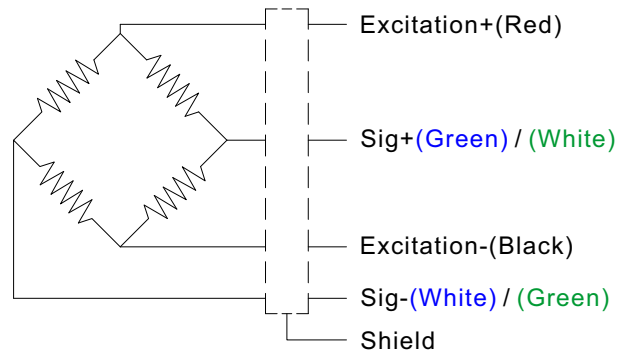 Excitation+(Red)
Sig+(Green) / (White)
Excitation-(Black)
Sig-(White) / (Green)
Shield